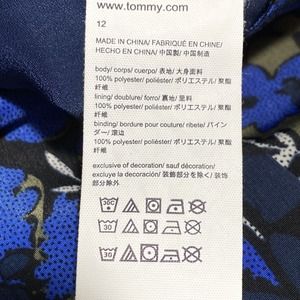 www.tommy.com
12
MADE IN CHINA/ FABRIQUÉ EN CHINE/
HECHO EN CHINA/ 中国製/ 中国制造
body/ corps/ cuerpo/ 表地/ 大身面料
100% polyester/ poliéster/ ポリエステル/ 聚酯
纤维
lining/ doublure/ forro/ 裏地/ 里料
100% polyester/ poliéster/ ポリエステル/ 聚酯
纤维
binding/ bordure pour couture/ ribete/ バイン
ダー/ 滚边
100% polyester/ poliéster/ ポリエステル/ 聚酯
纤维
exclusive of decoration/ sauf décoration/
excluye la decoración/ 装飾部分を除く/ 装饰
部分除外
30
30